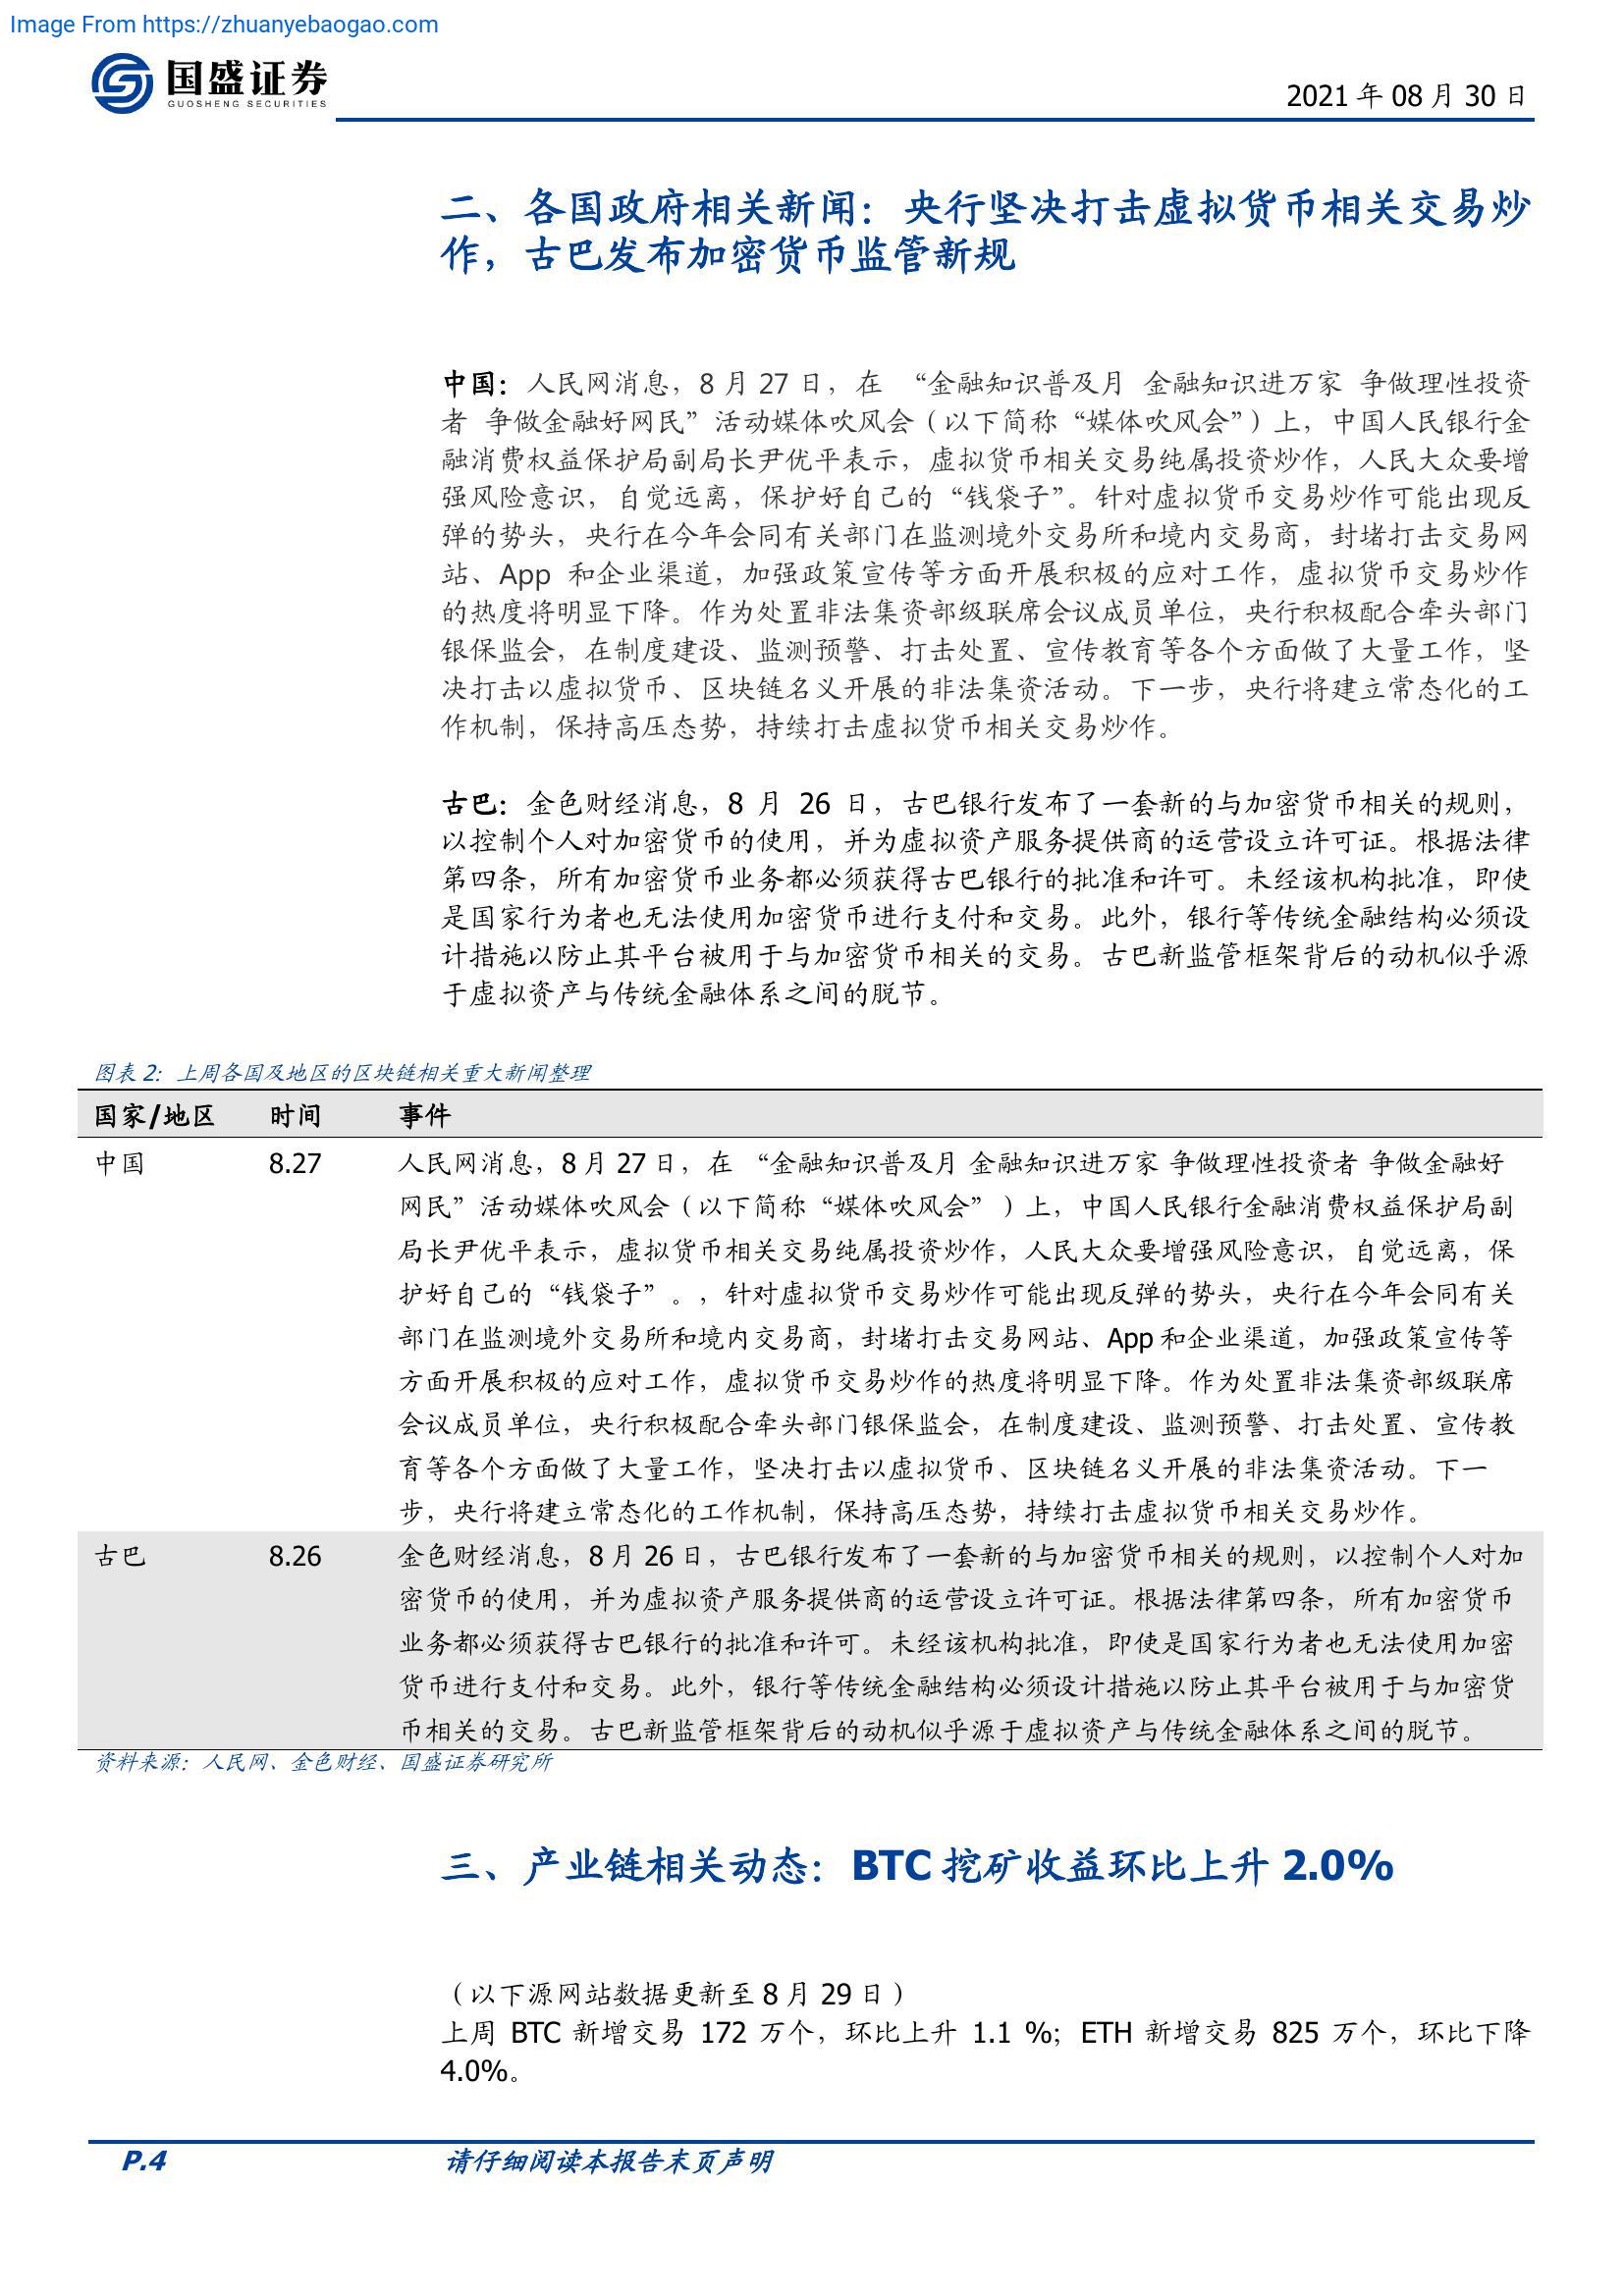 Image From https://zhuanyebaogao.com
国盛证券
GUOSHENG SECURITIES
2021 年 08 月 30 日
二、各国政府相关新闻：央行坚决打击虚拟货币相关交易炒
作，古巴发布加密货币监管新规
中国：人民网消息，8 月 27 日，在 “金融知识普及月 金融知识进万家 争做理性投资
者 争做金融好网民”活动媒体吹风会（以下简称“媒体吹风会”）上，中国人民银行金
融消费权益保护局副局长尹优平表示，虚拟货币相关交易纯属投资炒作，人民大众要增
强风险意识，自觉远离，保护好自己的“钱袋子”。针对虚拟货币交易炒作可能出现反
弹的势头，央行在今年会同有关部门在监测境外交易所和境内交易商，封堵打击交易网
站、App 和企业渠道，加强政策宣传等方面开展积极的应对工作，虚拟货币交易炒作
的热度将明显下降。作为处置非法集资部级联席会议成员单位，央行积极配合牵头部门
银保监会，在制度建设、监测预警、打击处置、宣传教育等各个方面做了大量工作，坚
决打击以虚拟货币、区块链名义开展的非法集资活动。下一步，央行将建立常态化的工
作机制，保持高压态势，持续打击虚拟货币相关交易炒作。
古巴：金色财经消息，8 月 26 日，古巴银行发布了一套新的与加密货币相关的规则，
以控制个人对加密货币的使用，并为虚拟资产服务提供商的运营设立许可证。根据法律
第四条，所有加密货币业务都必须获得古巴银行的批准和许可。未经该机构批准，即使
是国家行为者也无法使用加密货币进行支付和交易。此外，银行等传统金融结构必须设
计措施以防止其平台被用于与加密货币相关的交易。古巴新监管框架背后的动机似乎源
于虚拟资产与传统金融体系之间的脱节。
图表 2：上周各国及地区的区块链相关重大新闻整理
国家/地区 时间 事件
中国 8.27 人民网消息，8 月 27 日，在 “金融知识普及月 金融知识进万家 争做理性投资者 争做金融好
网民”活动媒体吹风会（以下简称“媒体吹风会” ）上，中国人民银行金融消费权益保护局副
局长尹优平表示，虚拟货币相关交易纯属投资炒作，人民大众要增强风险意识，自觉远离，保
护好自己的“钱袋子”。，针对虚拟货币交易炒作可能出现反弹的势头，央行在今年会同有关
部门在监测境外交易所和境内交易商，封堵打击交易网站、App 和企业渠道，加强政策宣传等
方面开展积极的应对工作，虚拟货币交易炒作的热度将明显下降。作为处置非法集资部级联席
会议成员单位，央行积极配合牵头部门银保监会，在制度建设、监测预警、打击处置、宣传教
育等各个方面做了大量工作，坚决打击以虚拟货币、区块链名义开展的非法集资活动。下一
步，央行将建立常态化的工作机制，保持高压态势，持续打击虚拟货币相关交易炒作。
古巴 8.26 金色财经消息，8 月 26 日，古巴银行发布了一套新的与加密货币相关的规则，以控制个人对加
密货币的使用，并为虚拟资产服务提供商的运营设立许可证。根据法律第四条，所有加密货币
业务都必须获得古巴银行的批准和许可。未经该机构批准，即使是国家行为者也无法使用加密
货币进行支付和交易。此外，银行等传统金融结构必须设计措施以防止其平台被用于与加密货
币相关的交易。古巴新监管框架背后的动机似乎源于虚拟资产与传统金融体系之间的脱节。
资料来源：人民网、金色财经、国盛证券研究所
三、产业链相关动态：BTC 挖矿收益环比上升 2.0%
（以下源网站数据更新至 8 月 29 日）
上周 BTC 新增交易 172 万个，环比上升 1.1 %；ETH 新增交易 825 万个，环比下降
4.0%。
P.4 请仔细阅读本报告末页声明